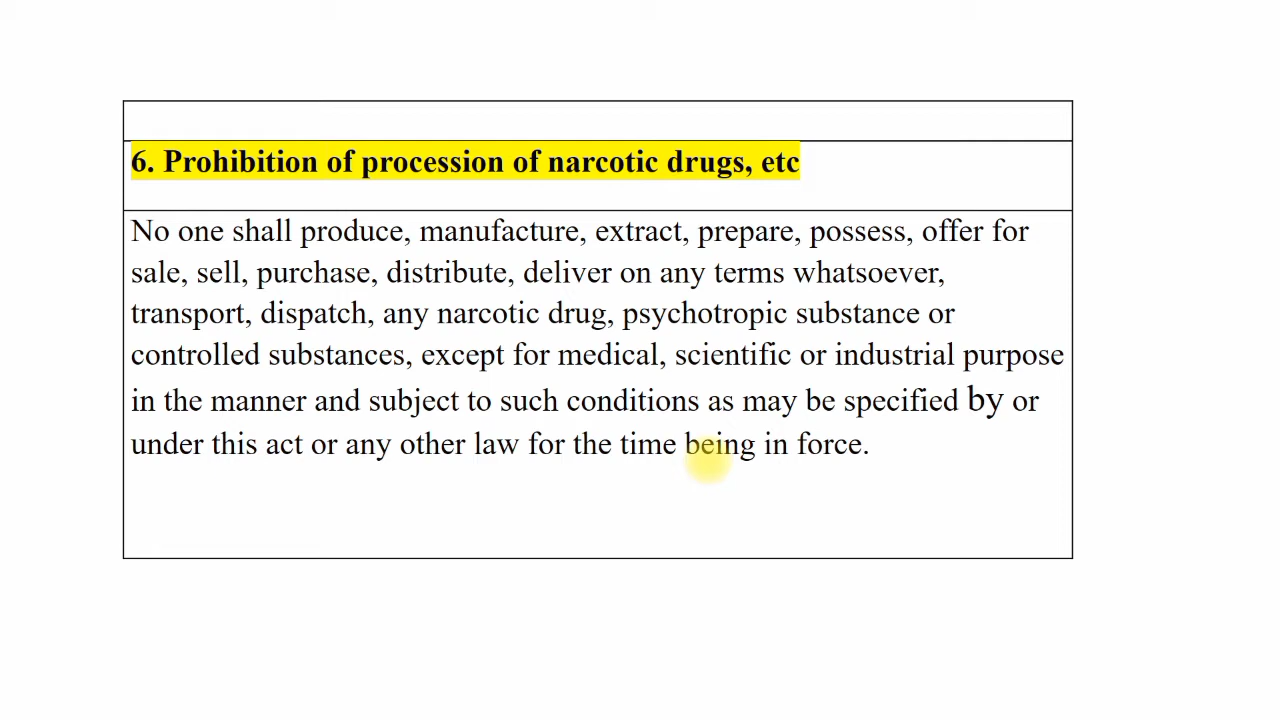 6. Prohibition of procession of narcotic drugs, etc
No one shall produce, manufacture, extract, prepare, possess, offer for
sale, sell, purchase, distribute, deliver on any terms whatsoever,
transport, dispatch, any narcotic drug, psychotropic substance or
controlled substances, except for medical, scientific or industrial purpose
in the manner and subject to such conditions as may be specified by or
under this act or any other law for the time being in force.